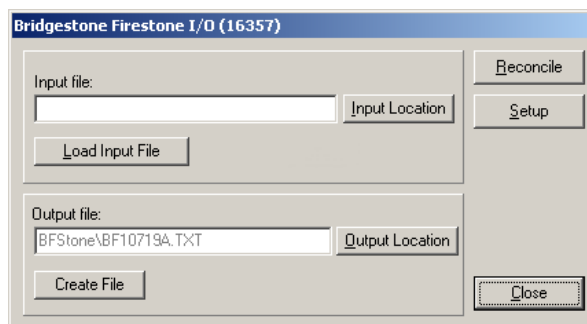 Bridgestone Firestone I/O (16357)
Input file:
Input Location
Load Input File
Reconcile
Setup
Output file:
BFStone\BF10719A.TXT
Output Location
Create File
Close